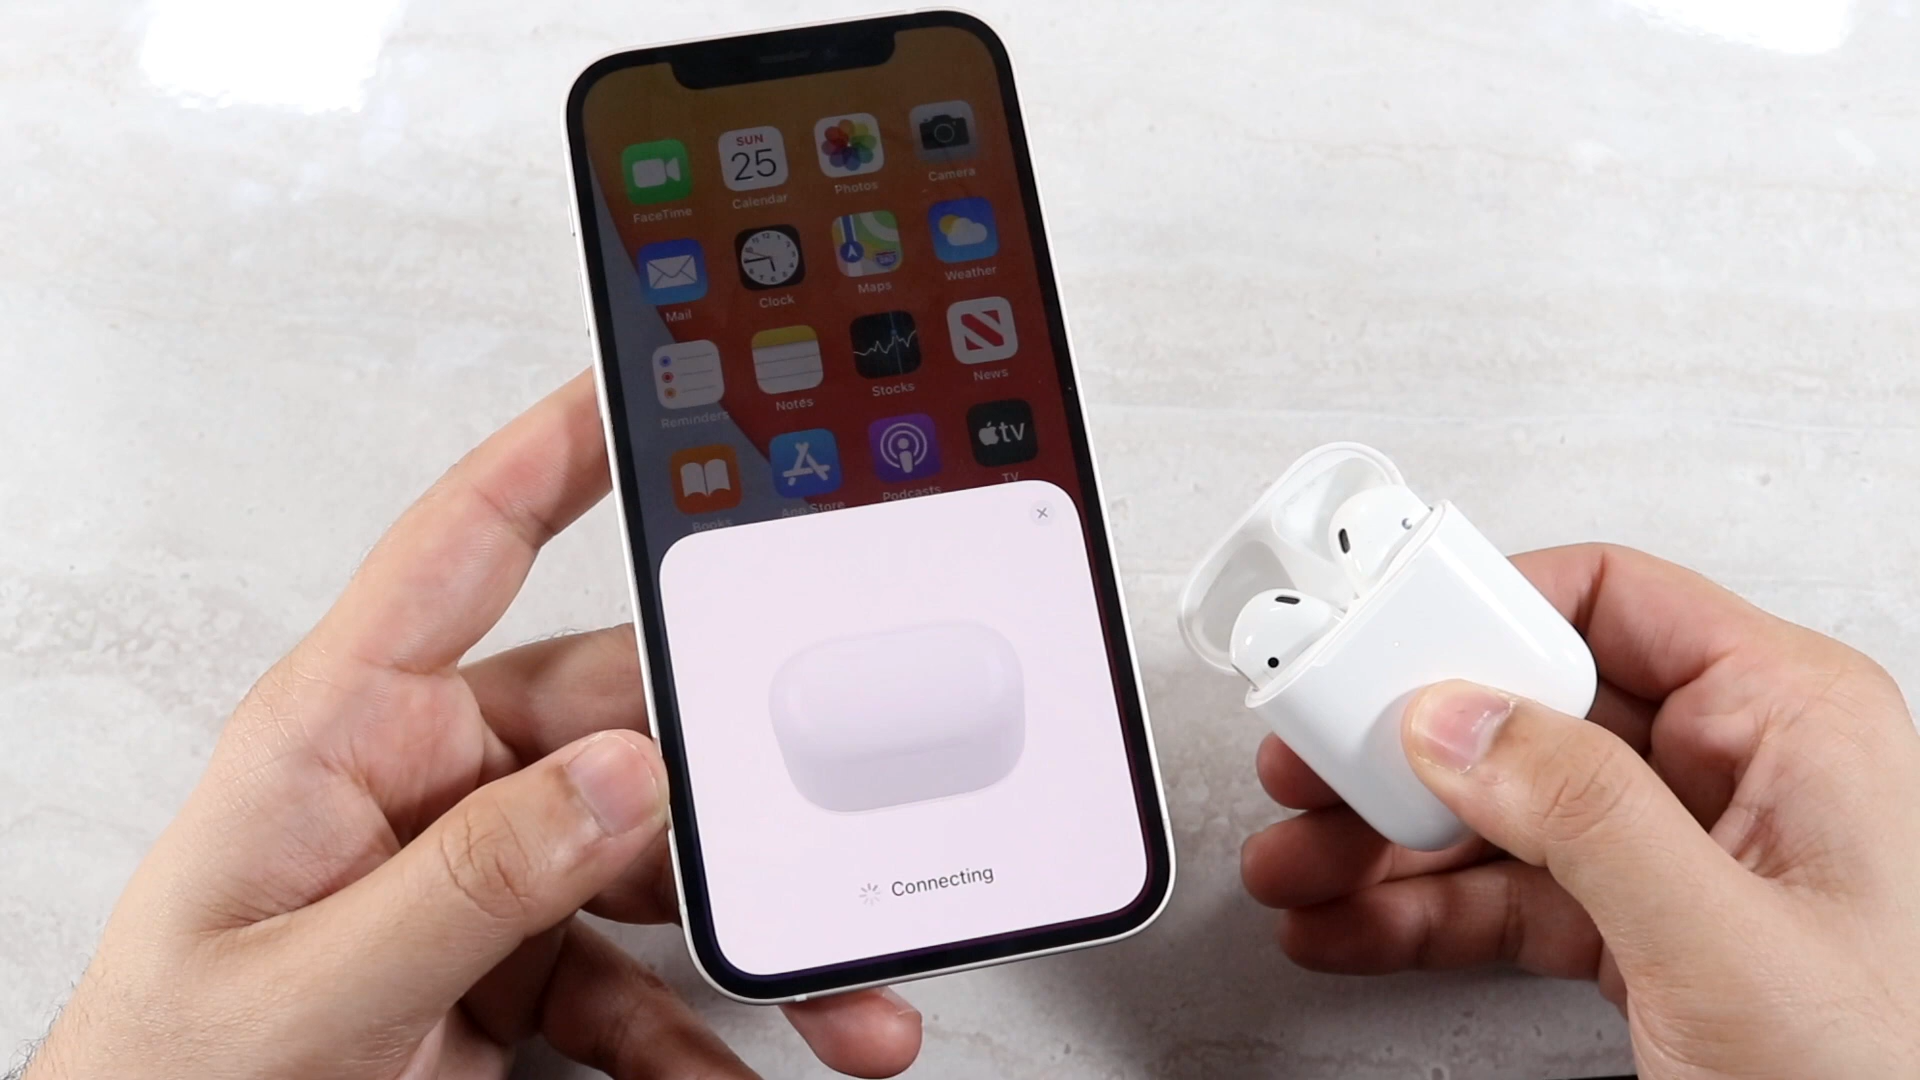 SUN
25
FaceTime
Calendar
Photos
Camera
Mail
Clock
Maps
Weather
Reminders
Notes
Stocks
News
tv
Books
App Store
Podcasts
TV
Connecting